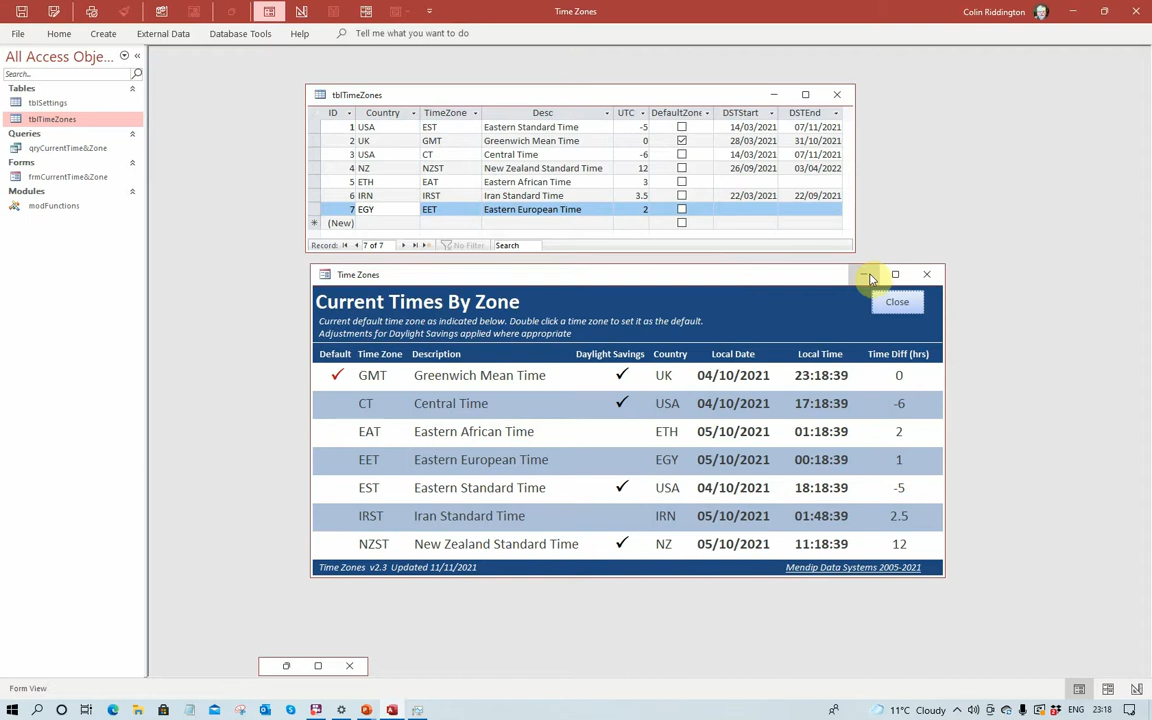 Time Zones
Colin Riddington
File Home Create External Data Database Tools Help Tell me what you want to do
All Access Obje...
Search...
Tables
tblSettings
tblTimeZones
Queries
qryCurrentTime&Zone
Forms
frmCurrentTime&Zone
Modules
modFunctions
tblTimeZones
ID Country TimeZone Desc UTC DefaultZone DSTStart DSTEnd
1 USA EST Eastern Standard Time -5 14/03/2021 07/11/2021
2 UK GMT Greenwich Mean Time 0 28/03/2021 31/10/2021
3 USA CT Central Time -6 14/03/2021 07/11/2021
4 NZ NZST New Zealand Standard Time 12 26/09/2021 03/04/2022
5 ETH EAT Eastern African Time 3
6 IRN IRST Iran Standard Time 3.5 22/03/2021 22/09/2021
7 EGY EET Eastern European Time 2
(New)
Record: 7 of 7 No Filter Search
Time Zones
Current Times By Zone
Close
Current default time zone as indicated below. Double click a time zone to set it as the default.
Adjustments for Daylight Savings applied where appropriate
Default Time Zone Description Daylight Savings Country Local Date Local Time Time Diff (hrs)
GMT Greenwich Mean Time UK 04/10/2021 23:18:39 0
CT Central Time USA 04/10/2021 17:18:39 -6
EAT Eastern African Time ETH 05/10/2021 01:18:39 2
EET Eastern European Time EGY 05/10/2021 00:18:39 1
EST Eastern Standard Time USA 04/10/2021 18:18:39 -5
IRST Iran Standard Time IRN 05/10/2021 01:48:39 2.5
NZST New Zealand Standard Time NZ 05/10/2021 11:18:39 12
Time Zones v2.3 Updated 11/11/2021 Mendip Data Systems 2005-2021
Form View
11°C Cloudy ENG 23:18